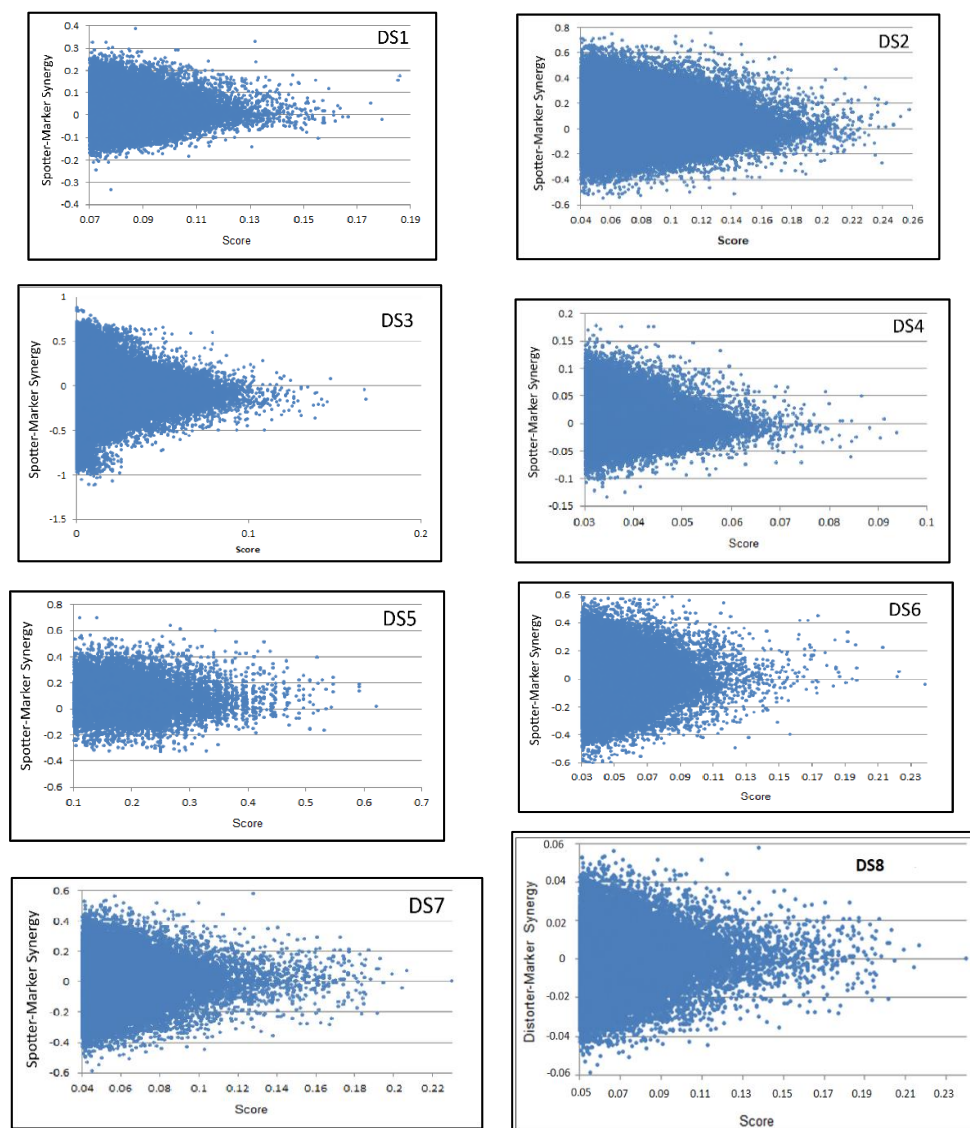 DS1
Spotter-Marker Synergy
0.4
0.3
0.2
0.1
0
-0.1
-0.2
-0.3
-0.4
0.07 0.09 0.11 0.13 0.15 0.17 0.19
Score
DS2
Spotter-Marker Synergy
0.8
0.6
0.4
0.2
0
-0.2
-0.4
-0.6
0.04 0.06 0.08 0.1 0.12 0.14 0.16 0.18 0.2 0.22 0.24 0.26
Score
DS3
Spotter-Marker Synergy
1
0.5
0
-0.5
-1
-1.5
0 0.1 0.2
Score
DS4
Spotter-Marker Synergy
0.2
0.15
0.1
0.05
0
-0.05
-0.1
-0.15
0.03 0.04 0.05 0.06 0.07 0.08 0.09 0.1
Score
DS5
Spotter-Marker Synergy
0.8
0.6
0.4
0.2
0
-0.2
-0.4
-0.6
0.1 0.2 0.3 0.4 0.5 0.6 0.7
Score
DS6
Spotter-Marker Synergy
0.6
0.4
0.2
0
-0.2
-0.4
-0.6
0.03 0.05 0.07 0.09 0.11 0.13 0.15 0.17 0.19 0.21 0.23
Score
DS7
Spotter-Marker Synergy
0.6
0.4
0.2
0
-0.2
-0.4
-0.6
0.04 0.06 0.08 0.1 0.12 0.14 0.16 0.18 0.2 0.22
Score
DS8
Distorter-Marker Synergy
0.06
0.04
0.02
0
-0.02
-0.04
-0.06
0.05 0.07 0.09 0.11 0.13 0.15 0.17 0.19 0.21 0.23
Score